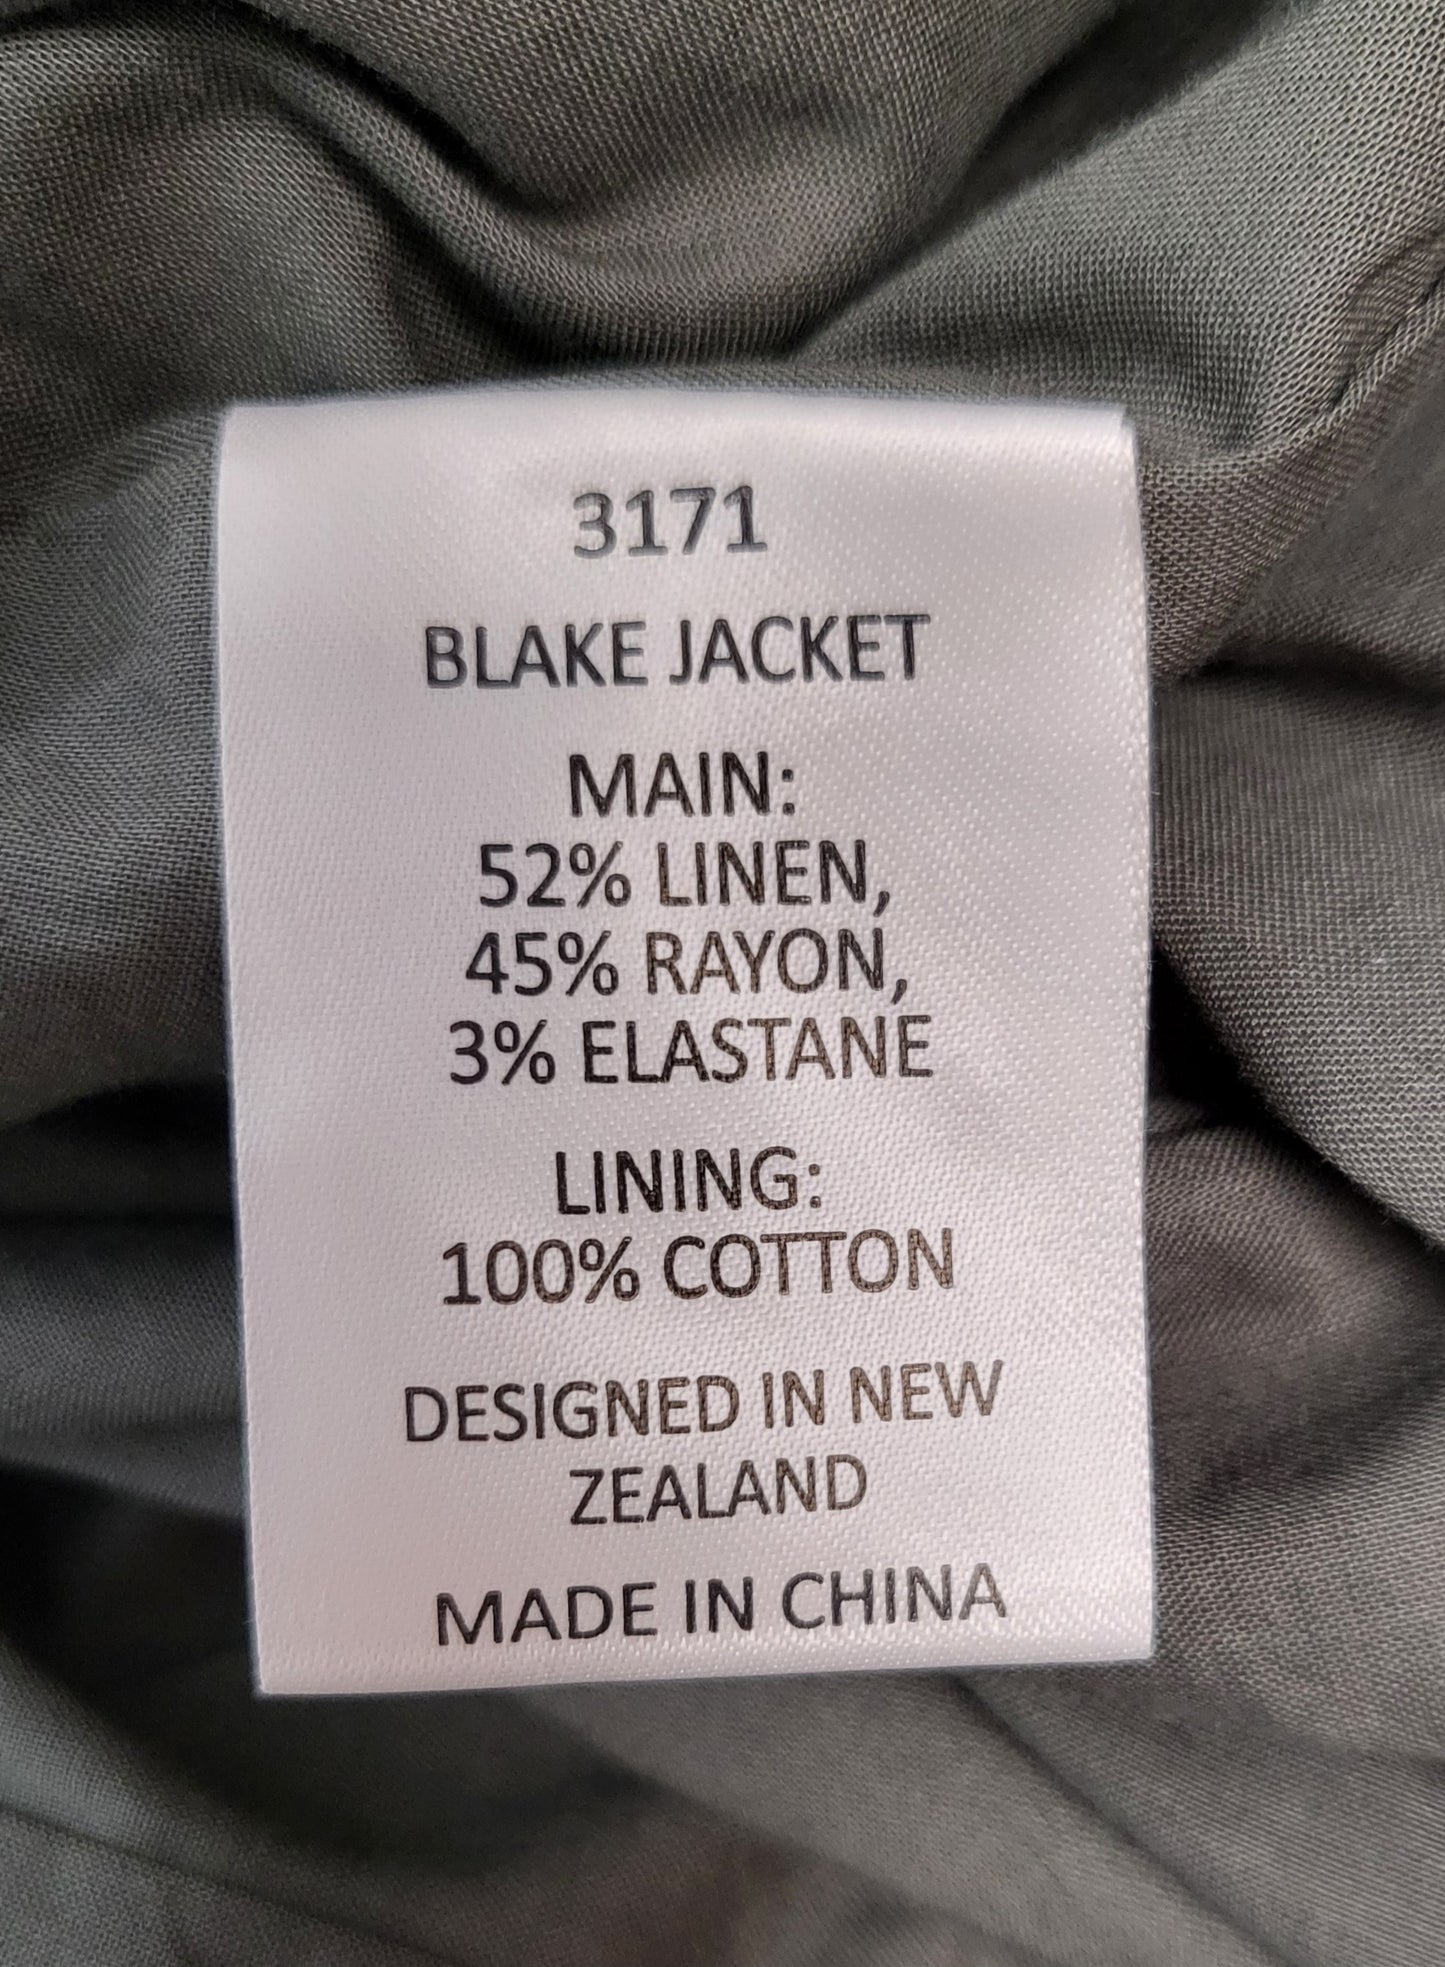 3171
BLAKE JACKET
MAIN:
52% LINEN,
45% RAYON,
3% ELASTANE
LINING:
100% COTTON
DESIGNED IN NEW
ZEALAND
MADE IN CHINA